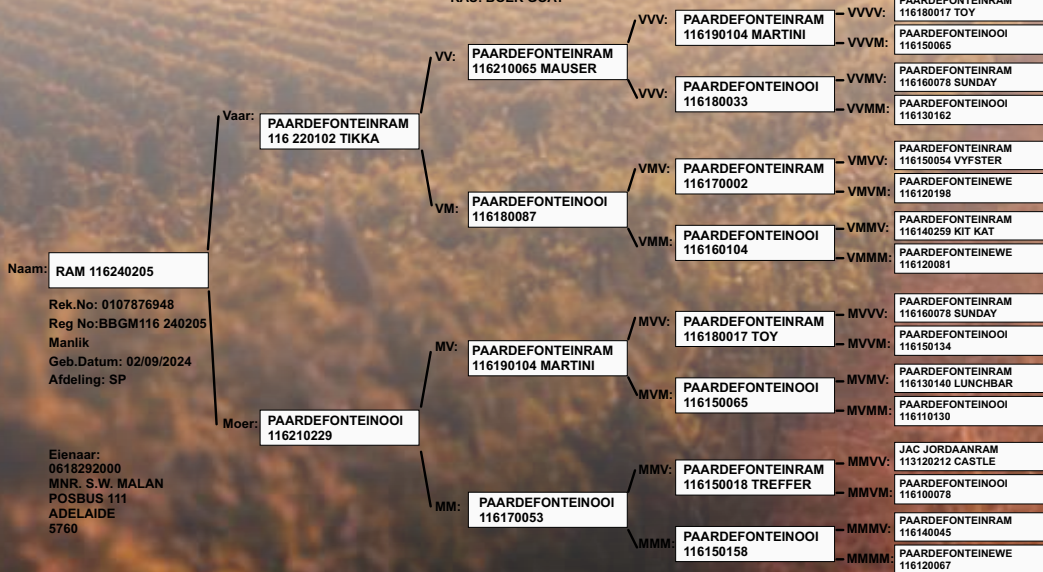 VVV:
PAARDEFONTEINRAM
116190104 MARTINI
VVVV:
PAARDEFONTEINRAM
116180017 TOY
VVVM:
PAARDEFONTEINOOI
116150065
VV:
PAARDEFONTEINRAM
116210065 MAUSER
VVV:
PAARDEFONTEINOOI
116180033
VVMV:
PAARDEFONTEINRAM
116160078 SUNDAY
VVMM:
PAARDEFONTEINOOI
116130162
Vaar:
PAARDEFONTEINRAM
116 220102 TIKKA
VMV:
PAARDEFONTEINRAM
116170002
VMVV:
PAARDEFONTEINRAM
116150054 VYFSTER
VMVM:
PAARDEFONTEINEWE
116120198
VM:
PAARDEFONTEINOOI
116180087
VMM:
PAARDEFONTEINOOI
116160104
VMMV:
PAARDEFONTEINRAM
116140259 KIT KAT
VMMM:
PAARDEFONTEINEWE
116120081
Naam:
RAM 116240205
Rek.No: 0107876948
Reg No:BBGM116 240205
Manlik
Geb.Datum: 02/09/2024
Afdeling: SP
MVV:
PAARDEFONTEINRAM
116180017 TOY
MVVV:
PAARDEFONTEINRAM
116160078 SUNDAY
MVVM:
PAARDEFONTEINOOI
116150134
MV:
PAARDEFONTEINRAM
116190104 MARTINI
MVM:
PAARDEFONTEINOOI
116150065
MVMV:
PAARDEFONTEINRAM
116130140 LUNCHBAR
MVMM:
PAARDEFONTEINOOI
116110130
Moer:
PAARDEFONTEINOOI
116210229
MMV:
PAARDEFONTEINRAM
116150018 TREFFER
MMVV:
JAC JORDAANRAM
113120212 CASTLE
MMVM:
PAARDEFONTEINOOI
116100078
MM:
PAARDEFONTEINOOI
116170053
MMM:
PAARDEFONTEINOOI
116150158
MMMV:
PAARDEFONTEINRAM
116140045
MMMM:
PAARDEFONTEINEWE
116120067
Eienaar:
0618292000
MNR. S.W. MALAN
POSBUS 111
ADELAIDE
5760